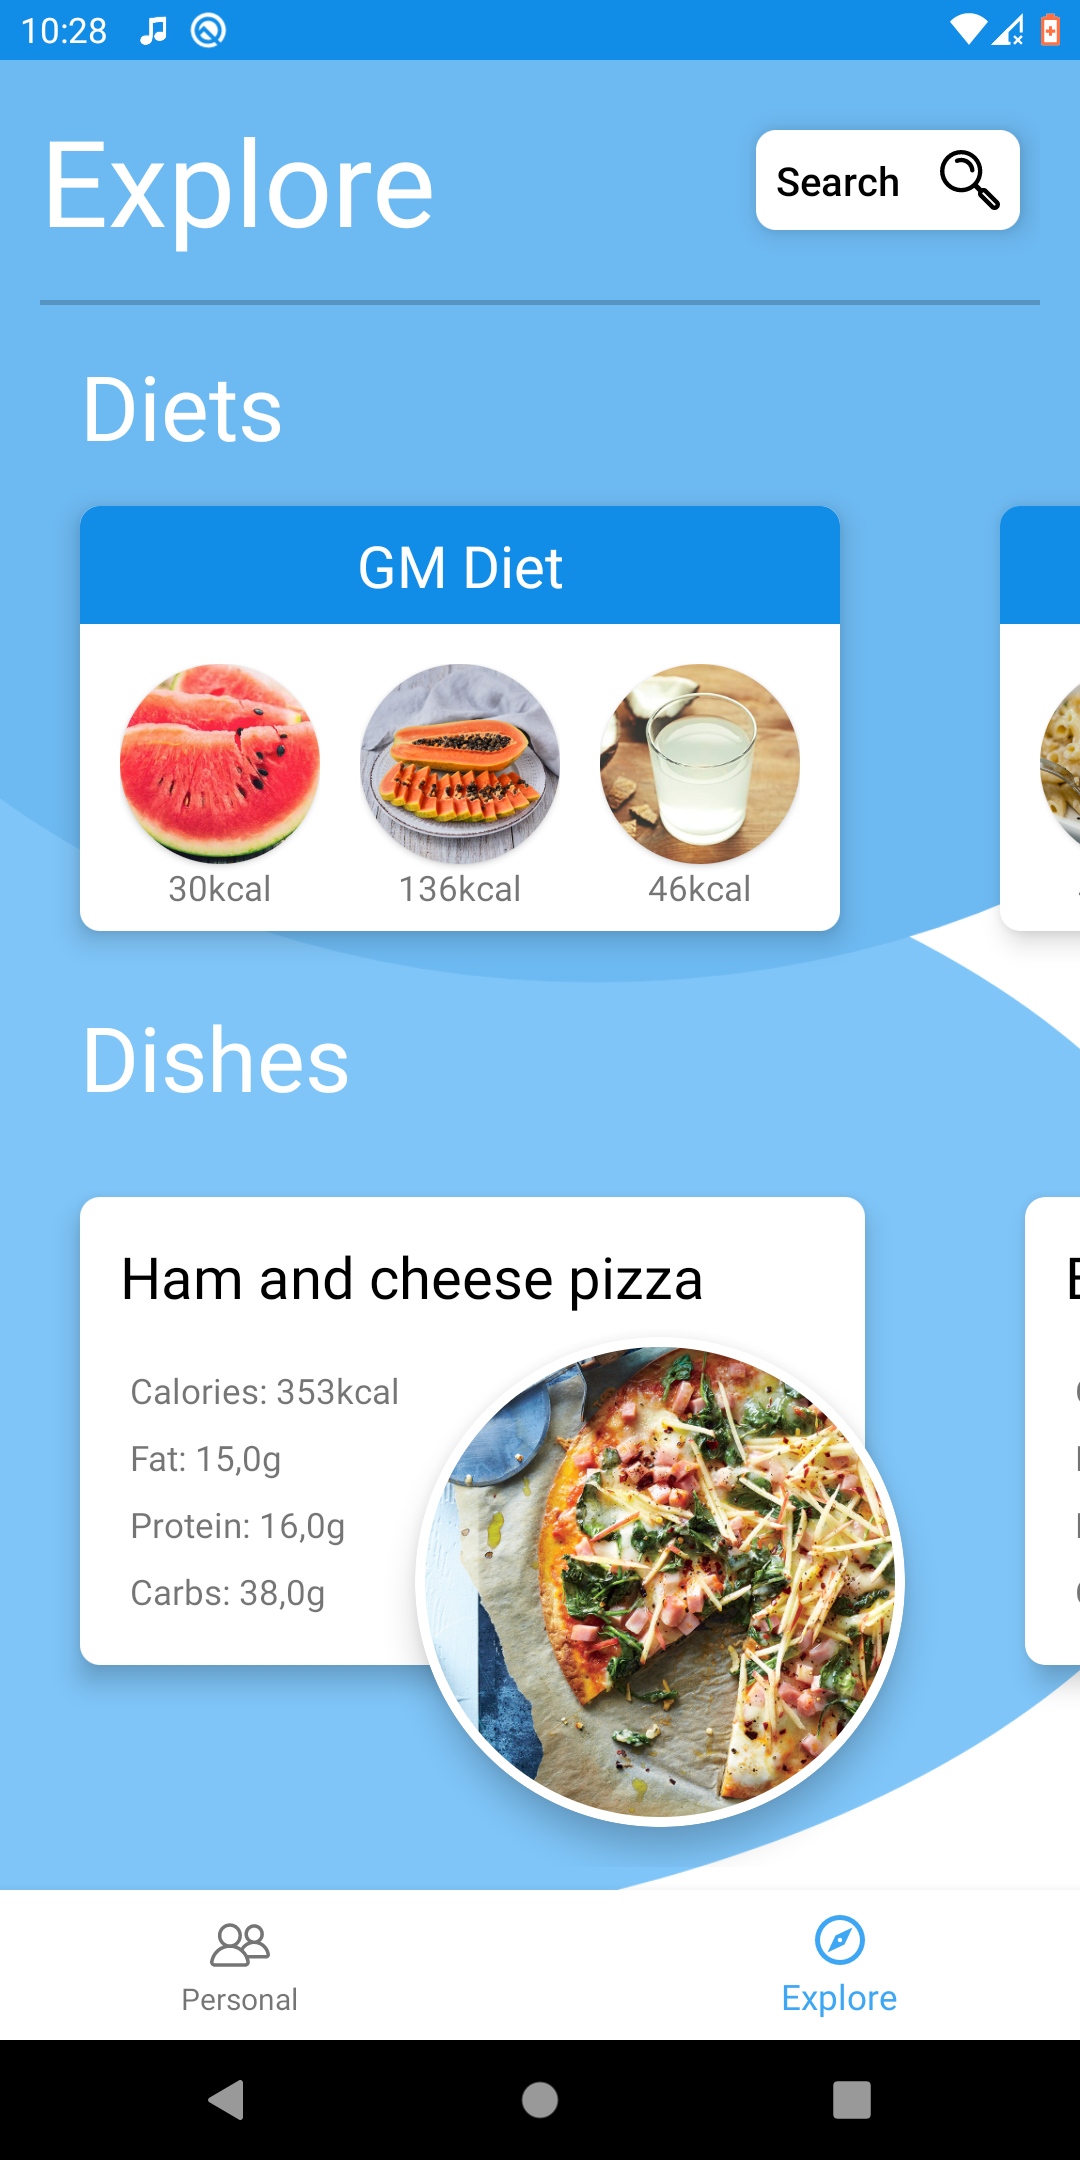 10:28
Explore
Search
Diets
GM Diet
30kcal
136kcal
46kcal
Dishes
Ham and cheese pizza
Calories: 353kcal
Fat: 15,0g
Protein: 16,0g
Carbs: 38,0g
Personal
Explore